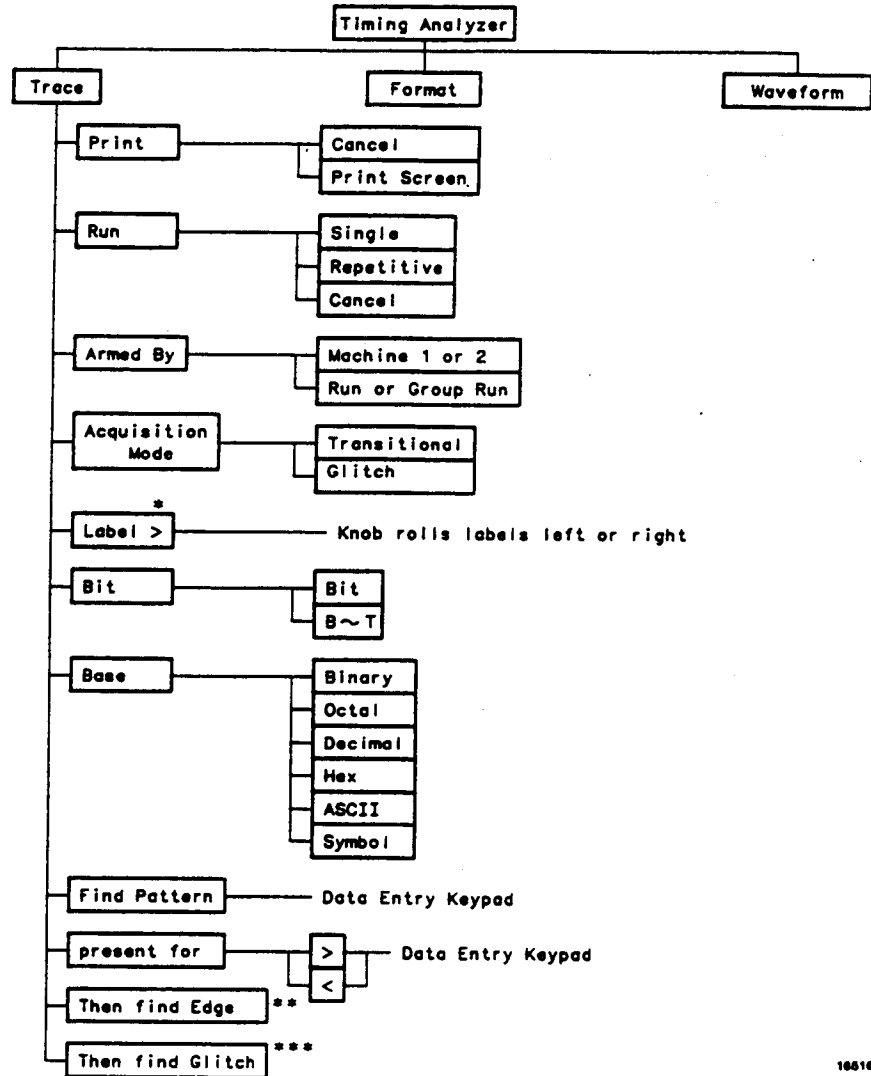 Timing Analyzer
Trace
Format
Waveform
Print
Cancel
Print Screen
Run
Single
Repetitive
Cancel
Armed By
Machine 1 or 2
Run or Group Run
Acquisition
Mode
Transitional
Glitch
*
Label >
Knob rolls labels left or right
Bit
Bit
B~T
Base
Binary
Octal
Decimal
Hex
ASCII
Symbol
Find Pattern
Data Entry Keypad
present for
>
<
Data Entry Keypad
Then find Edge **
Then find Glitch ***
16516